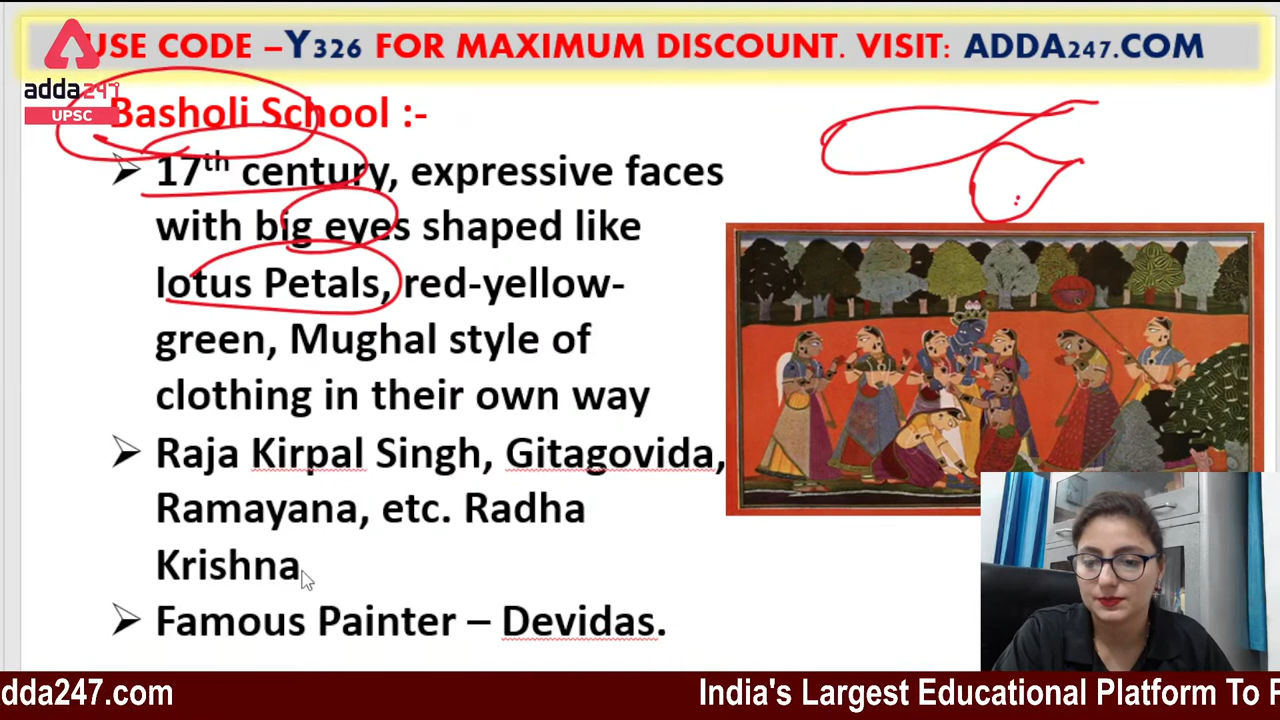 USE CODE –Y326 FOR MAXIMUM DISCOUNT. VISIT: ADDA247.COM
adda247
UPSC
Basholi School :-
➢ 17th century, expressive faces
with big eyes shaped like
lotus Petals, red-yellow-
green, Mughal style of
clothing in their own way
➢ Raja Kirpal Singh, Gitagovida,
Ramayana, etc. Radha
Krishna
➢ Famous Painter – Devidas.
dda247.com India's Largest Educational Platform To P